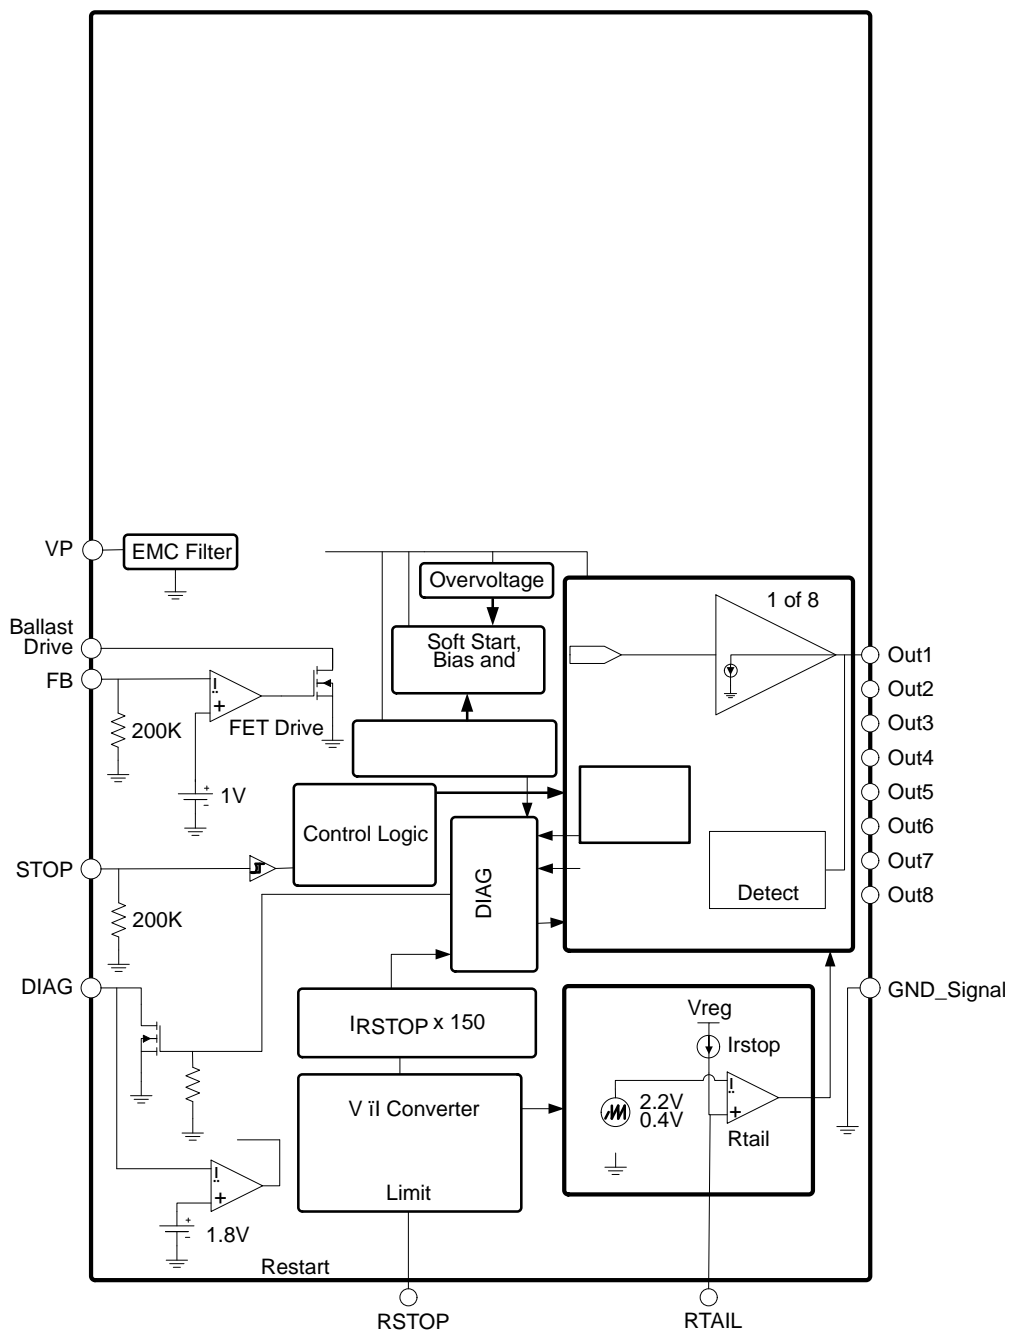 VP
EMC Filter
Overvoltage
1 of 8
Ballast
Drive
Soft Start,
Bias and
Out1
FB
Out2
200K
FET Drive
Out3
Out4
1V
Out5
Control Logic
Out6
STOP
Out7
DIAG
Detect
Out8
200K
DIAG
GND_Signal
IRSTOP x 150
Vreg
Irstop
V ïI Converter
2.2V
0.4V
Rtail
Limit
1.8V
Restart
RSTOP
RTAIL